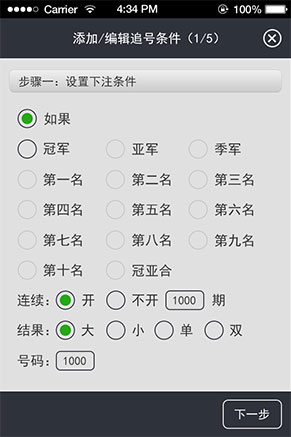 Carrier 4:34 PM 100%
添加/编辑追号条件（1/5）
步骤一：设置下注条件
如果
冠军 亚军 季军
第一名 第二名 第三名
第四名 第五名 第六名
第七名 第八名 第九名
第十名 冠亚合
连续： 开 不开 1000 期
结果： 大 小 单 双
号码： 1000
下一步